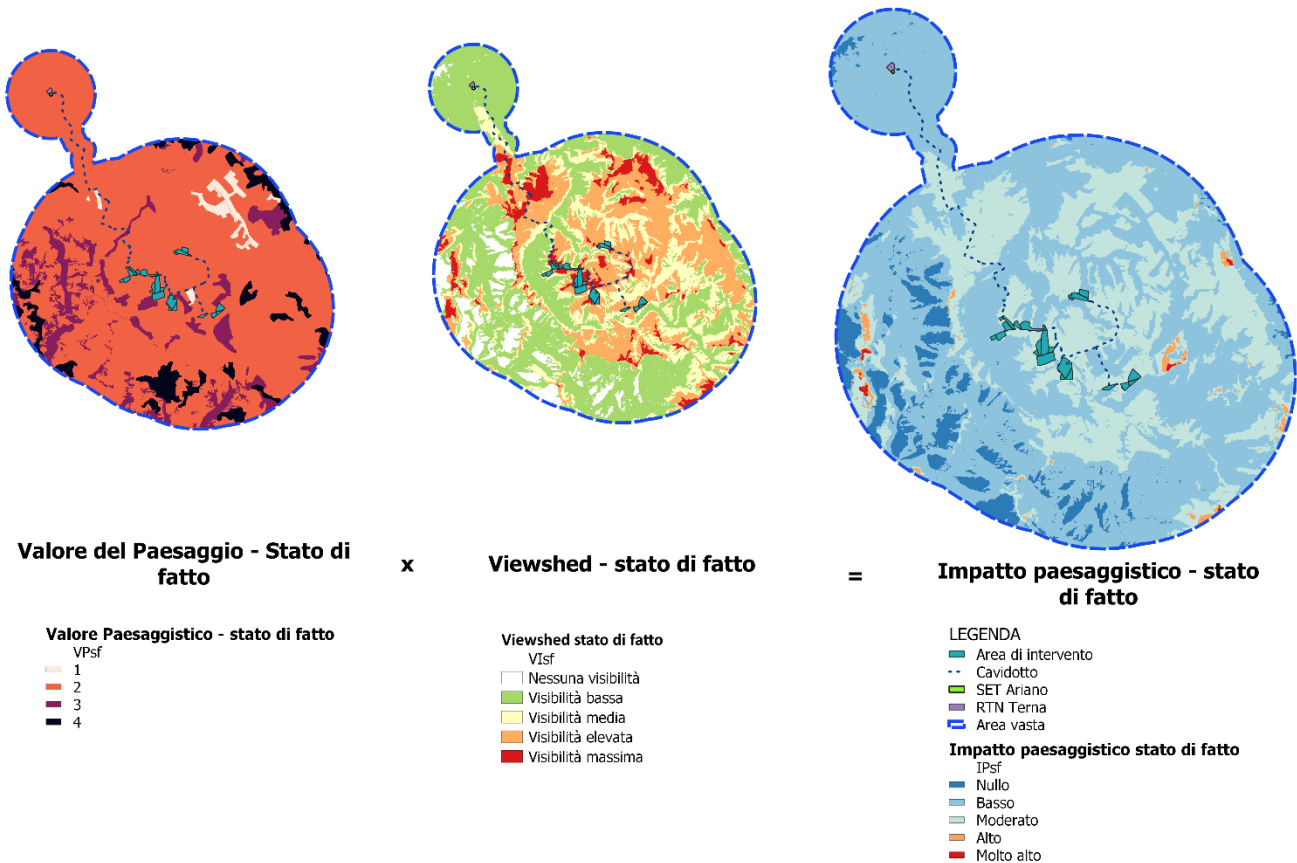 Valore del Paesaggio - Stato di
fatto
x
Viewshed - stato di fatto
=
Impatto paesaggistico - stato
di fatto
Valore Paesaggistico - stato di fatto
VPsf
1
2
3
4
Viewshed stato di fatto
VIsf
Nessuna visibilità
Visibilità bassa
Visibilità media
Visibilità elevata
Visibilità massima
LEGENDA
Area di intervento
Cavidotto
SET Ariano
RTN Terna
Area vasta
Impatto paesaggistico stato di fatto
IPsf
Nullo
Basso
Moderato
Alto
Molto alto